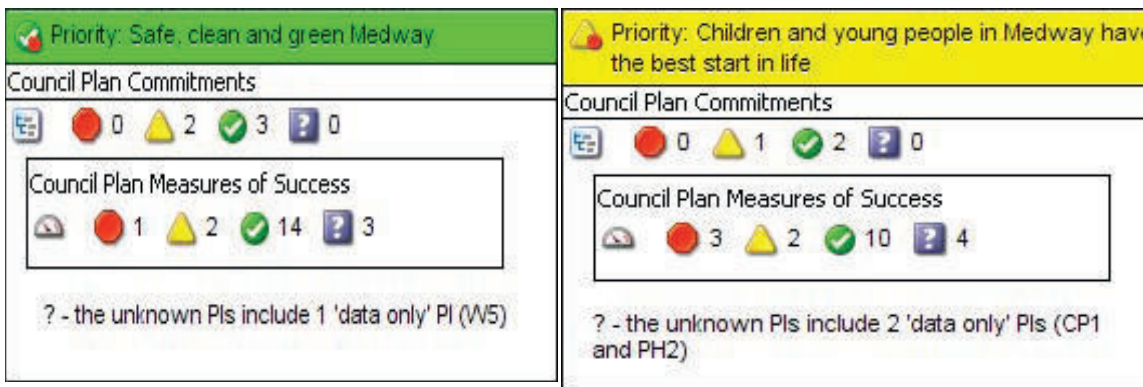 Priority: Safe, clean and green Medway
Council Plan Commitments
0 2 3 ? 0
Council Plan Measures of Success
1 2 14 ? 3
? - the unknown PIs include 1 'data only' PI (W5)
Priority: Children and young people in Medway have
the best start in life
Council Plan Commitments
0 1 2 ? 0
Council Plan Measures of Success
3 2 10 ? 4
? - the unknown PIs include 2 'data only' PIs (CP1
and PH2)